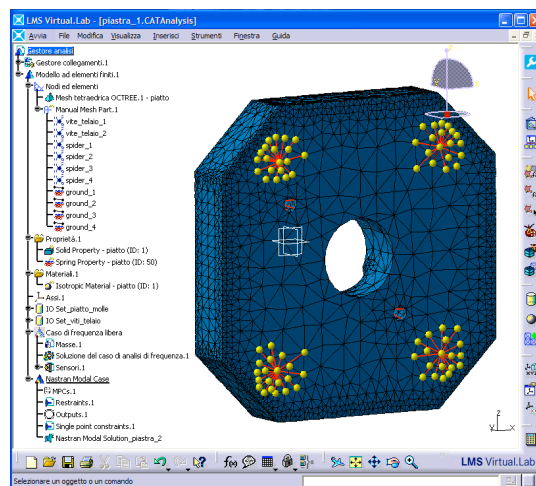 LMS Virtual.Lab - [piastra_1.CATAnalysis]
Avvia File Modifica Visualizza Inserisci Strumenti Finestra Guida
Gestore analisi
Gestore collegamenti.1
Modello ad elementi finiti.1
Nodi ed elementi
Mesh tetraedrica OCTREE.1 - piatto
Manual Mesh Part.1
vite_telaio_1
vite_telaio_2
spider_1
spider_2
spider_3
spider_4
ground_1
ground_2
ground_3
ground_4
Proprietà.1
Solid Property - piatto (ID: 1)
Spring Property - piatto (ID: 50)
Materiali.1
Isotropic Material - piatto (ID: 1)
Assi.1
IO Set_piatto_molle
IO Set_viti_telaio
Caso di frequenza libera
Masse.1
Soluzione del caso di analisi di frequenza.1
Sensori.1
Nastran Modal Case
MPCs.1
Restraints.1
Outputs.1
Single point constraints.1
Nastran Modal Solution_piastra_2
z
y
x
f(x)
LMS Virtual.Lab
Selezionare un oggetto o un comando